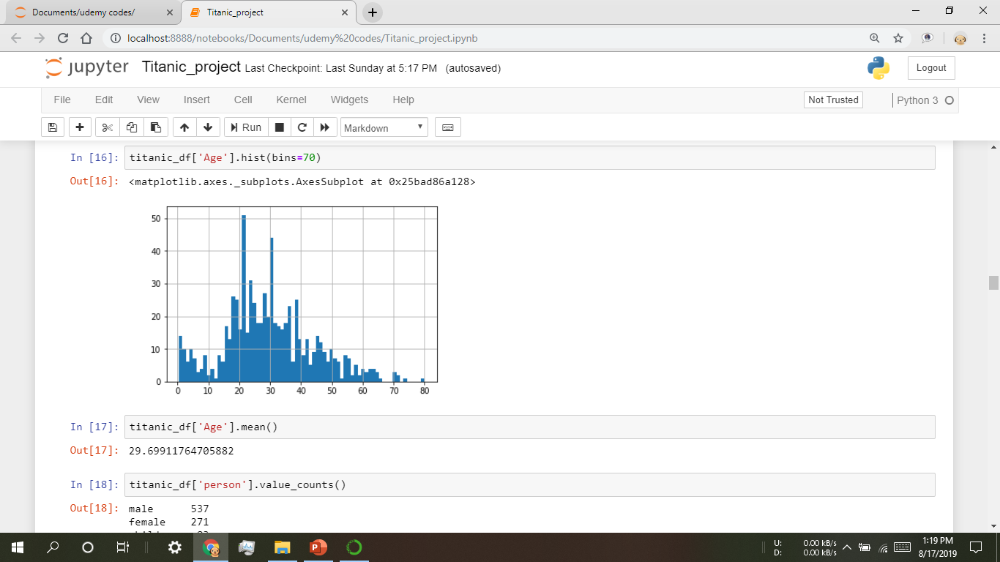 Documents/udemy codes/
Titanic_project
localhost:8888/notebooks/Documents/udemy%20codes/Titanic_project.ipynb
jupyter Titanic_project Last Checkpoint: Last Sunday at 5:17 PM (autosaved)
Logout
File Edit View Insert Cell Kernel Widgets Help
Not Trusted
Python 3
Run
Markdown
In [16]: titanic_df['Age'].hist(bins=70)
Out[16]: <matplotlib.axes._subplots.AxesSubplot at 0x25bad86a128>
50
40
30
20
10
0
0 10 20 30 40 50 60 70 80
In [17]: titanic_df['Age'].mean()
Out[17]: 29.69911764705882
In [18]: titanic_df['person'].value_counts()
Out[18]: male 537
female 271
U: 0.00 kB/s
D: 0.00 kB/s
1:19 PM
8/17/2019